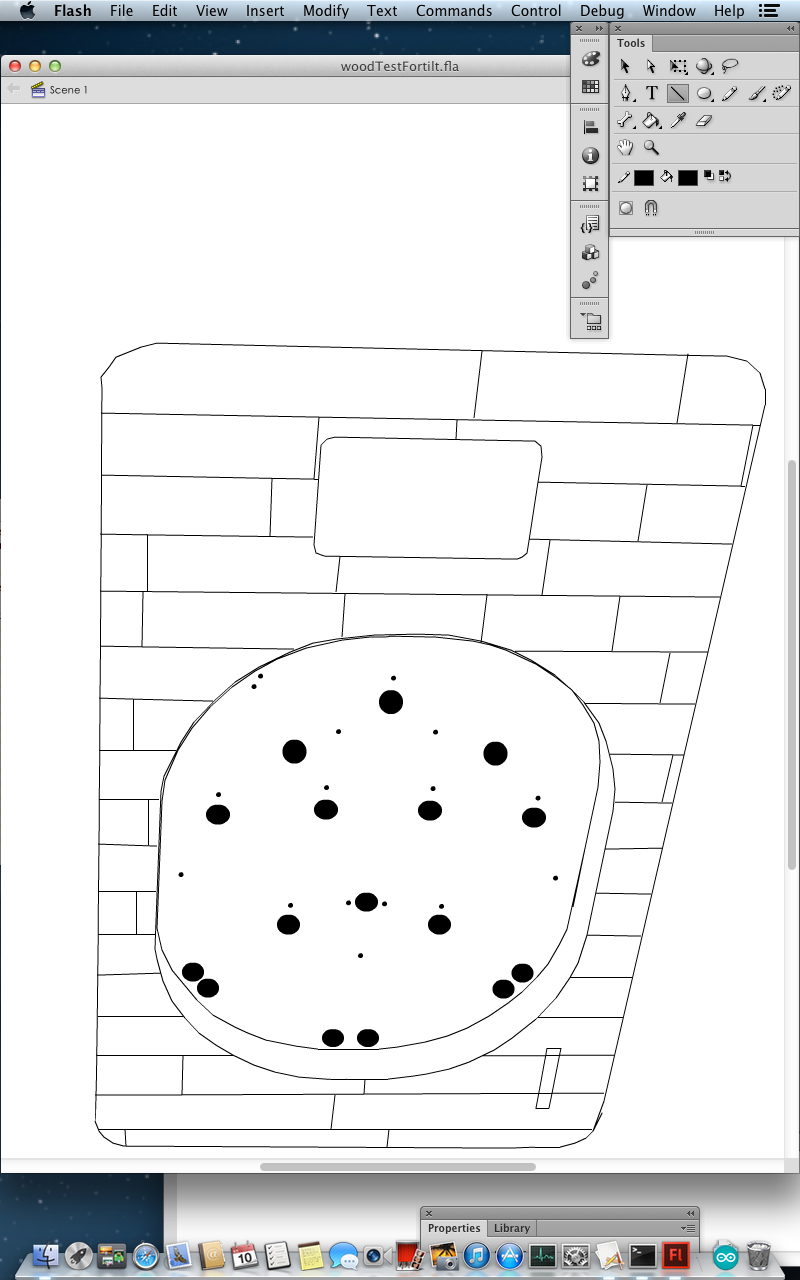 Flash File Edit View Insert Modify Text Commands Control Debug Window Help
woodTestFortilt.fla
Tools
Scene 1
T
Properties Library
10
Fl